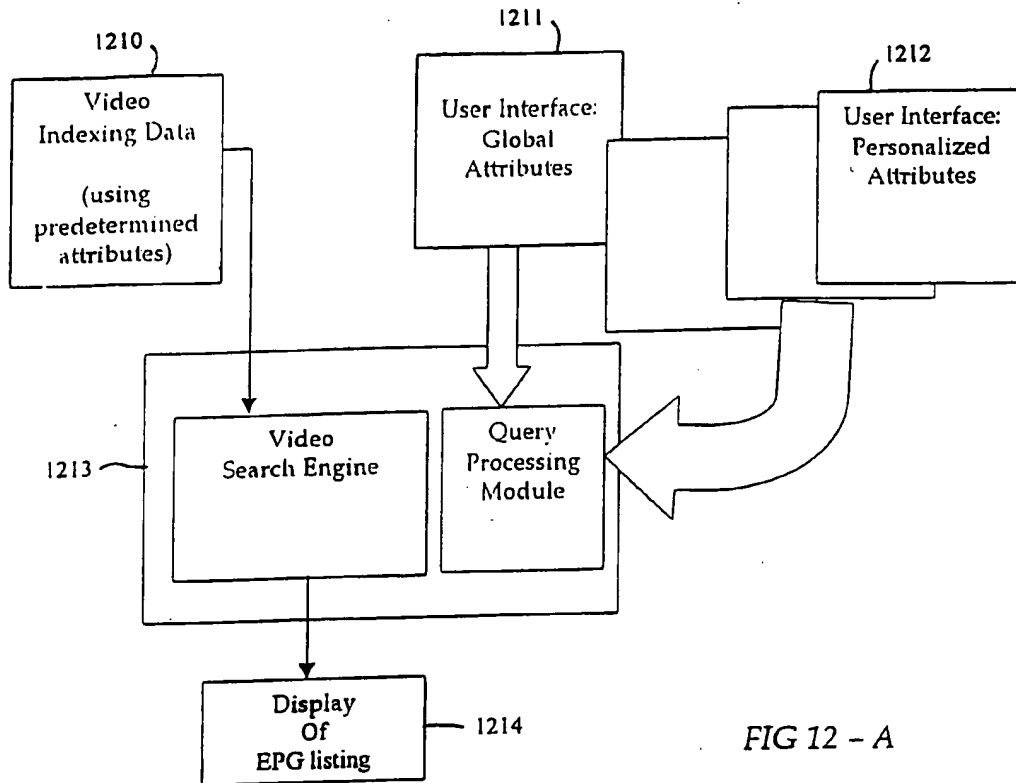 1210
Video
Indexing Data
(using
predetermined
attributes)
1211
User Interface:
Global
Attributes
1212
User Interface:
Personalized
Attributes
1213
Video
Search Engine
Query
Processing
Module
Display
Of
EPG listing
1214
FIG 12 – A